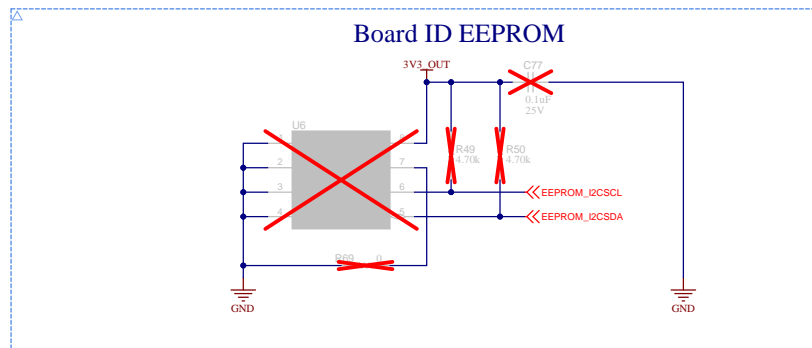 Board ID EEPROM
3V3_OUT
C77
0.1uF
25V
U6
1
8
2
7
3
6
4
5
R49
4.70k
R50
4.70k
EEPROM_I2CSCL
EEPROM_I2CSDA
R69
0
GND
GND